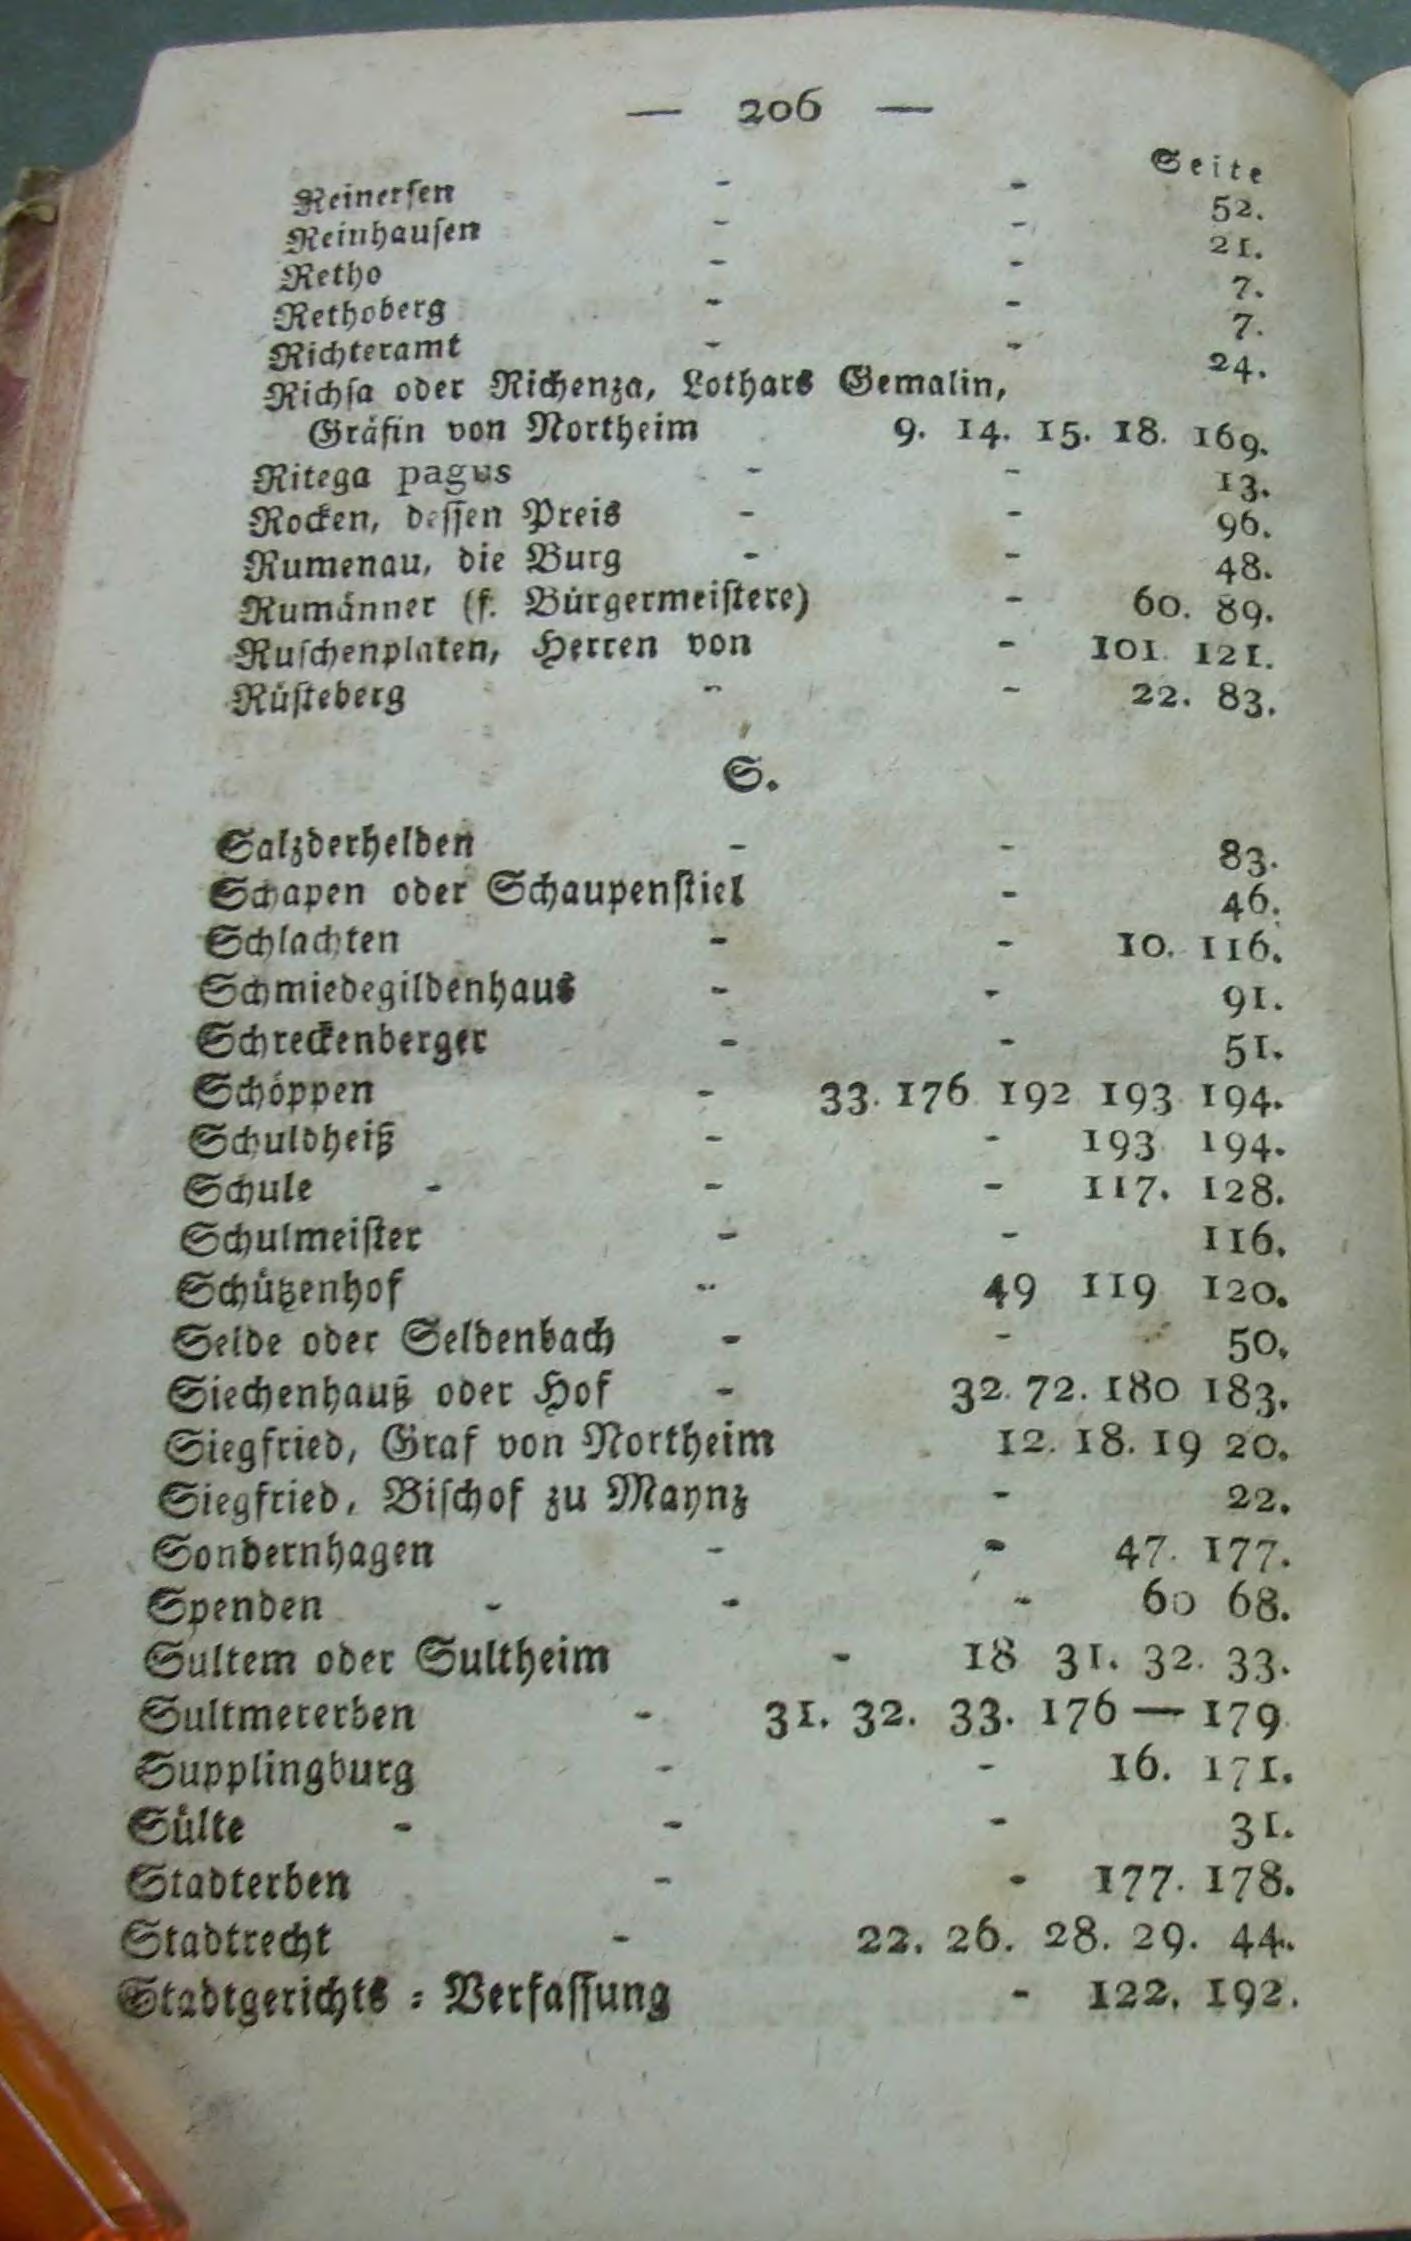 — 206 —
Seite
Reinerſen - - 52.
Reinhauſen - - 21.
Retho - - 7.
Rethoberg - - 7.
Richteramt - - 24.
Richſa oder Richenza, Lothars Gemalin,
Gräfin von Northeim 9. 14. 15. 18. 169.
Ritega pagus - - 13.
Rocken, deſſen Preis - - 96.
Rumenau, die Burg - - 48.
Rumänner (ſ. Bürgermeiſtere) - 60. 89.
Ruſchenplaten, Herren von - 101. 121.
Rüſteberg - - 22. 83.
S.
Salzderhelden - - 83.
Schapen oder Schaupenſtiel - 46.
Schlachten - - 10. 116.
Schmiedegildenhaus - - 91.
Schreckenberger - - 51.
Schöppen - 33. 176 192 193. 194.
Schuldheiß - - 193 194.
Schule - - - 117. 128.
Schulmeiſter - - 116.
Schützenhof - 49 119 120.
Selde oder Seldenbach - - 50.
Siechenhauß oder Hof - 32. 72. 180 183.
Siegfried, Graf von Northeim 12. 18. 19 20.
Siegfried, Biſchof zu Maynz - 22.
Sondernhagen - - 47. 177.
Spenden - - - 60 68.
Sultem oder Sultheim - 18 31. 32. 33.
Sultmererben - 31. 32. 33. 176 — 179
Supplingburg - - 16. 171.
Sülte - - - 31.
Stadterben - - 177. 178.
Stadtrecht - 22. 26. 28. 29. 44.
Stadtgerichts⸗Verfaſſung - 122. 192.